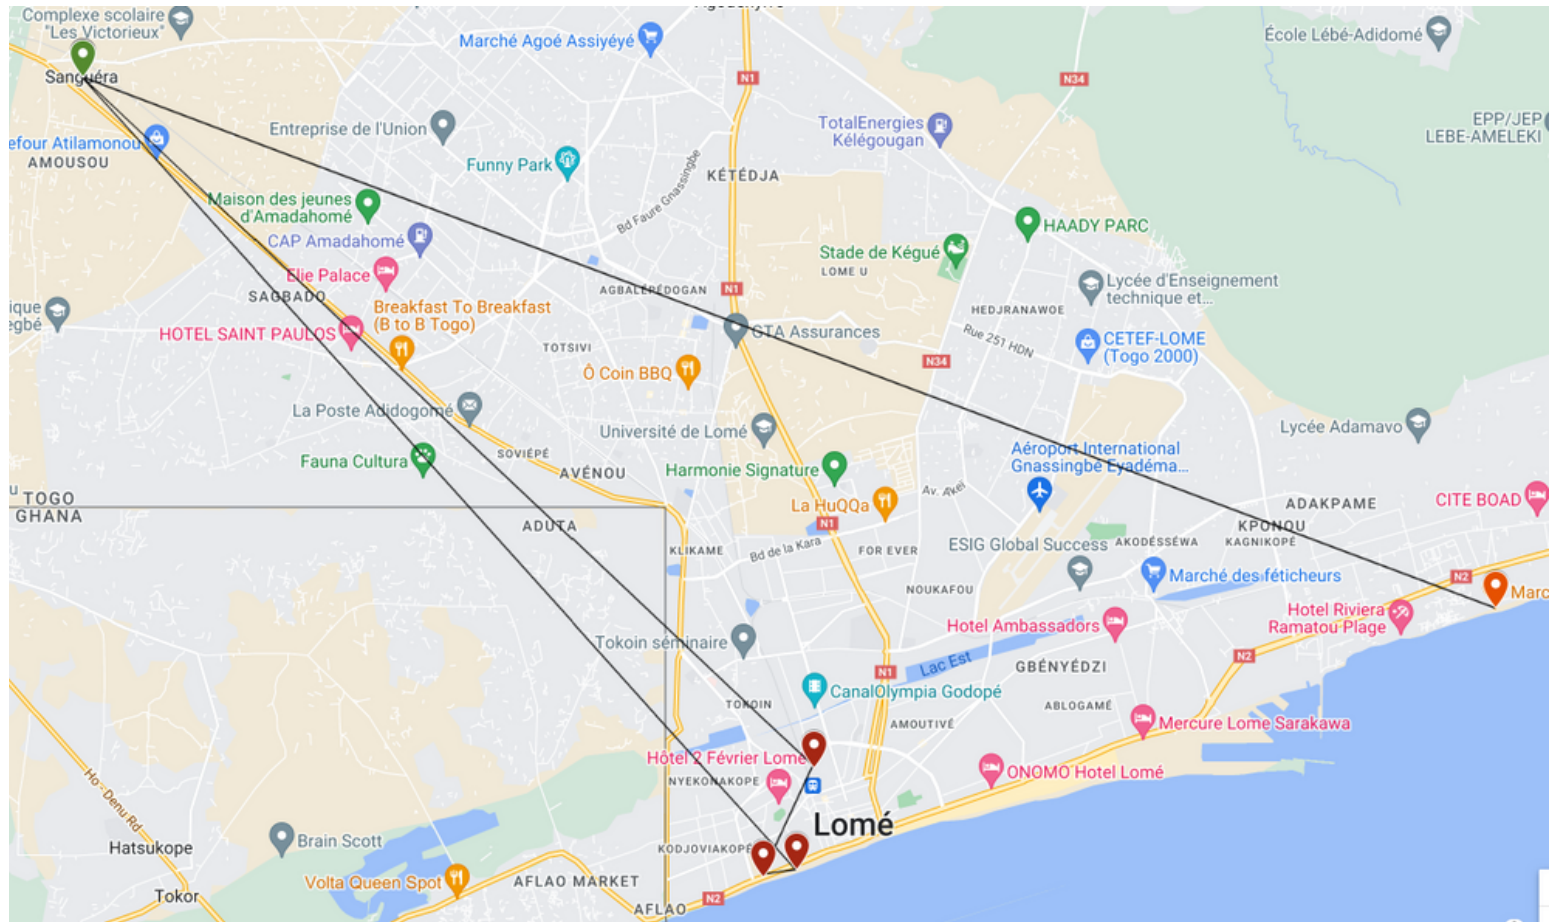 Complexe scolaire
"Les Victorieux"
Marché Agoé Assiyéyé
École Lébé-Adidomé
Sanguéra
N1
N34
EPP/JEP
LEBE-AMELEKI
Entreprise de l'Union
TotalEnergies
Kélégougan
efour Atilamonou
AMOUSOU
Funny Park
KÉTÉDJA
Bd Faure Gnassingbe
Maison des jeunes
d'Amadahomé
HAADY PARC
CAP Amadahomé
Stade de Kégué
LOME U
Elie Palace
Lycée d'Enseignement
technique et...
SAGBADO
AGBALÉPÉDOGAN
N1
HEDJRANAWOE
ique
egbé
Breakfast To Breakfast
(B to B Togo)
HOTEL SAINT PAULOS
GTA Assurances
Rue 251 HDN
CETEF-LOME
(Togo 2000)
TOTSIVI
N34
Ô Coin BBQ
La Poste Adidogomé
Université de Lomé
Lycée Adamavo
SOVIÉPÉ
Fauna Cultura
AVÉNOU
Harmonie Signature
Aéroport International
Gnassingbe Eyadéma...
TOGO
GHANA
Av. Akei
ADAKPAME
CITE BOAD
La HuQQa
ADUTA
N1
KPONOU
KAGNIKOPÉ
KLIKAME
Bd de la Kara
FOR EVER
ESIG Global Success
AKODÉSSÉWA
NOUKAFOU
Marché des féticheurs
N2
Marc
Hotel Riviera
Ramatou Plage
Hotel Ambassadors
Tokoin séminaire
N2
Lac Est
N1
GBÉNYÉDZI
CanalOlympia Godopé
TOKOIN
ABLOGAMÉ
AMOUTIVÉ
Mercure Lome Sarakawa
Hôtel 2 Février Lomé
NYEKONAKOPE
ONOMO Hotel Lomé
Ho - Denu Rd
Lomé
Brain Scott
Hatsukope
KODJOVIAKOPÉ
Volta Queen Spot
AFLAO MARKET
Tokor
N2
AFLAO